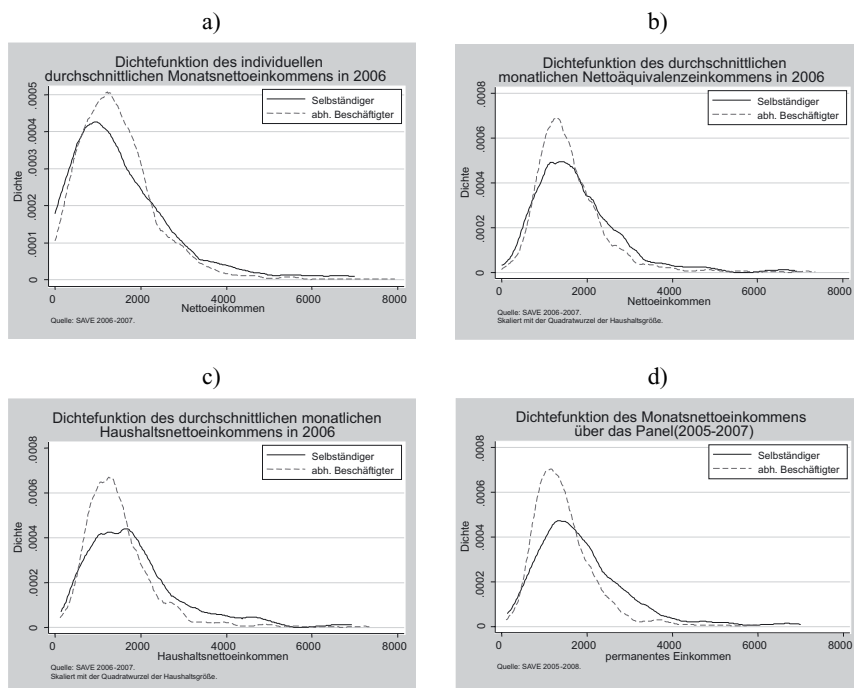 a)
Dichtefunktion des individuellen
durchschnittlichen Monatsnettoeinkommens in 2006
Selbständiger
abh. Beschäftigter
Dichte
0
.0001
.0002
.0003
.0004
.0005
0 2000 4000 6000 8000
Nettoeinkommen
Quelle: SAVE 2006-2007.
b)
Dichtefunktion des durchschnittlichen
monatlichen Nettoäquivalenzeinkommens in 2006
Selbständiger
abh. Beschäftigter
Dichte
0
.0002
.0004
.0006
.0008
0 2000 4000 6000 8000
Nettoeinkommen
Quelle: SAVE 2006-2007.
Skaliert mit der Quadratwurzel der Haushaltsgröße.
c)
Dichtefunktion des durchschnittlichen monatlichen
Haushaltsnettoeinkommens in 2006
Selbständiger
abh. Beschäftigter
Dichte
0
.0002
.0004
.0006
.0008
0 2000 4000 6000 8000
Haushaltsnettoeinkommen
Quelle: SAVE 2006-2007.
Skaliert mit der Quadratwurzel der Haushaltsgröße.
d)
Dichtefunktion des Monatsnettoeinkommens
über das Panel(2005-2007)
Selbständiger
abh. Beschäftigter
Dichte
0
.0002
.0004
.0006
.0008
0 2000 4000 6000 8000
permanentes Einkommen
Quelle: SAVE 2005-2008.